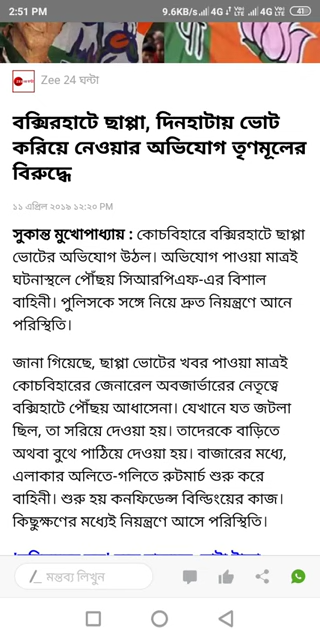 2:51 PM
9.6KB/s 4G VoLTE 4G VoLTE 41
Zee 24 ঘন্টা
বক্সিরহাটে ছাপ্পা, দিনহাটায় ভোট
করিয়ে নেওয়ার অভিযোগ তৃণমূলের
বিরুদ্ধে
১১ এপ্রিল ২০১৯ ১২:২০ PM
সুকান্ত মুখোপাধ্যায় : কোচবিহারে বক্সিরহাটে ছাপ্পা
ভোটের অভিযোগ উঠল। অভিযোগ পাওয়া মাত্রই
ঘটনাস্থলে পৌঁছয় সিআরপিএফ-এর বিশাল
বাহিনী। পুলিসকে সঙ্গে নিয়ে দ্রুত নিয়ন্ত্রণে আনে
পরিস্থিতি।
জানা গিয়েছে, ছাপ্পা ভোটের খবর পাওয়া মাত্রই
কোচবিহারের জেনারেল অবজার্ভারের নেতৃত্বে
বক্সিহাটে পৌঁছয় আধাসেনা। যেখানে যত জটলা
ছিল, তা সরিয়ে দেওয়া হয়। তাদেরকে বাড়িতে
অথবা বুথে পাঠিয়ে দেওয়া হয়। বাজারের মধ্যে,
এলাকার অলিতে-গলিতে রুটমার্চ শুরু করে
বাহিনী। শুরু হয় কনফিডেন্স বিল্ডিংয়ের কাজ।
কিছুক্ষণের মধ্যেই নিয়ন্ত্রণে আসে পরিস্থিতি।
মন্তব্য লিখুন